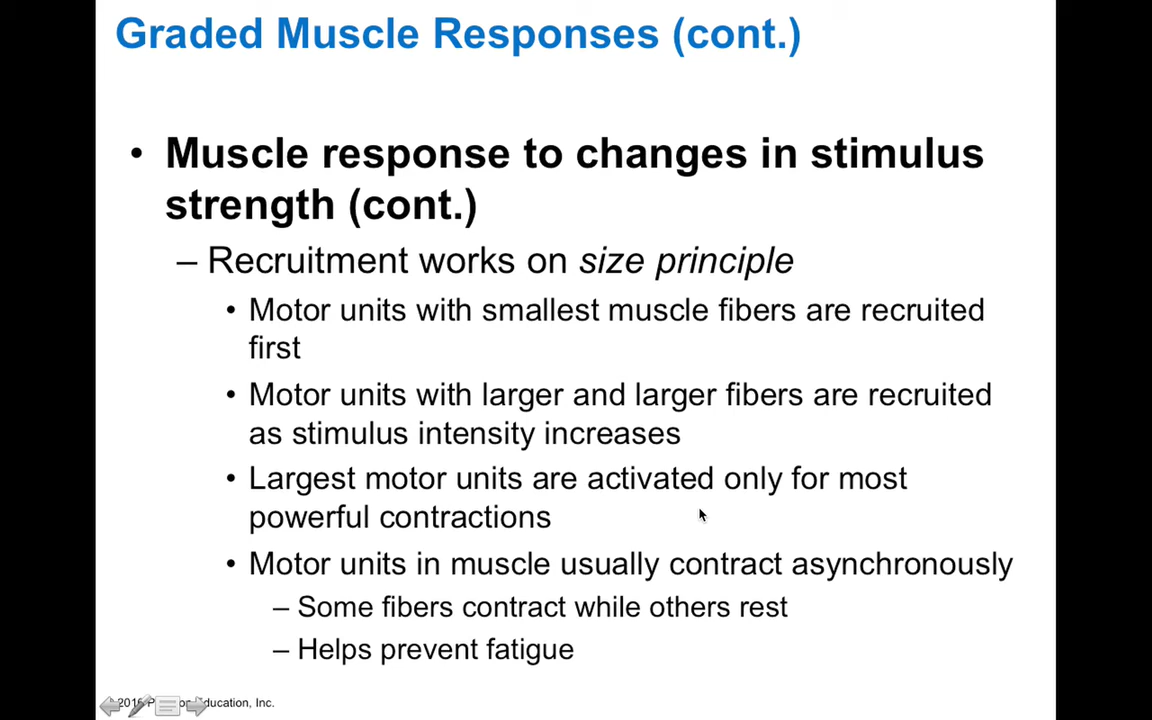 Graded Muscle Responses (cont.)
• Muscle response to changes in stimulus
strength (cont.)
– Recruitment works on size principle
• Motor units with smallest muscle fibers are recruited
first
• Motor units with larger and larger fibers are recruited
as stimulus intensity increases
• Largest motor units are activated only for most
powerful contractions
• Motor units in muscle usually contract asynchronously
– Some fibers contract while others rest
– Helps prevent fatigue
Education, Inc.